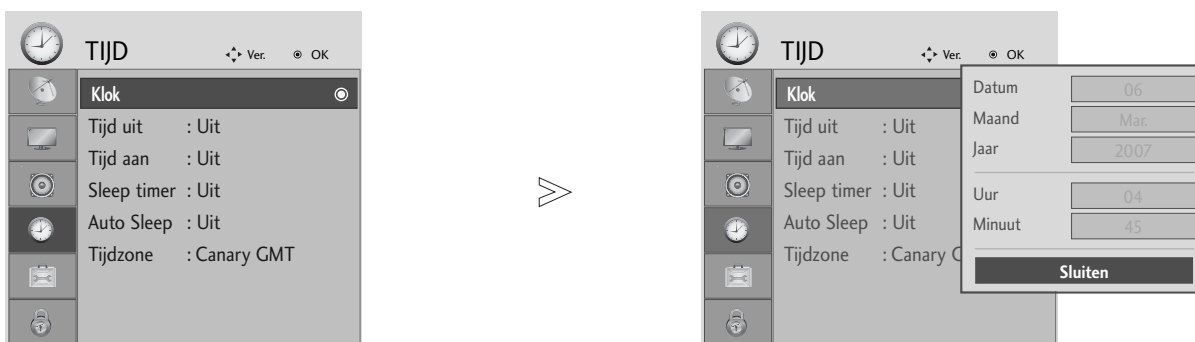 TIJD Ver. OK
Klok
Tijd uit : Uit
Tijd aan : Uit
Sleep timer : Uit
Auto Sleep : Uit
Tijdzone : Canary GMT
TIJD Ver. OK
Klok
Tijd uit : Uit
Tijd aan : Uit
Sleep timer : Uit
Auto Sleep : Uit
Tijdzone : Canary G
Datum 06
Maand Mar.
Jaar 2007
Uur 04
Minuut 45
Sluiten